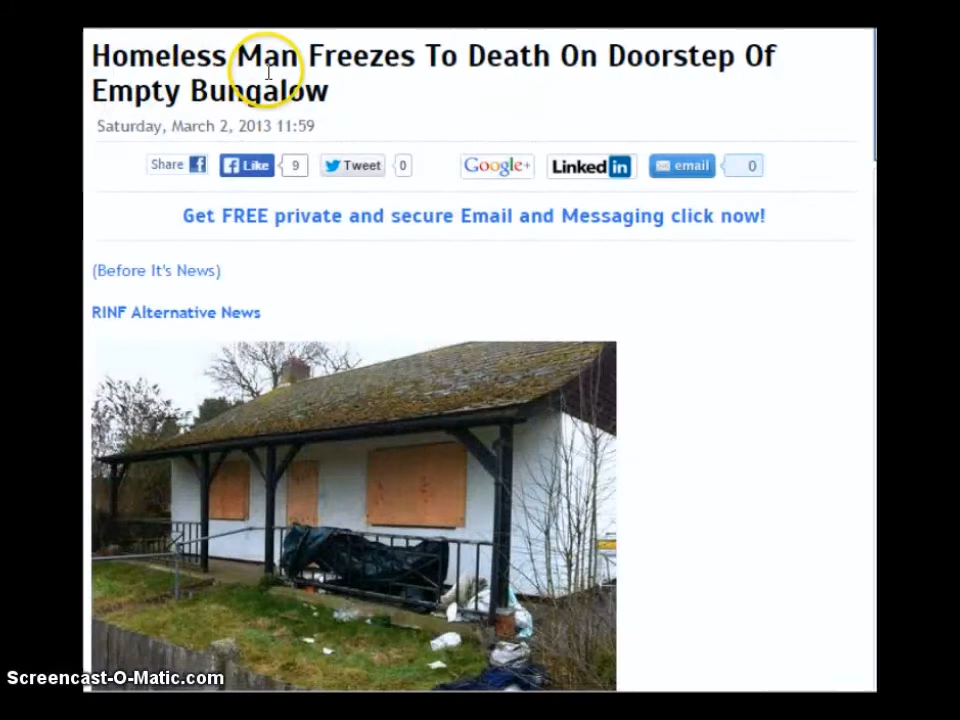 Homeless Man Freezes To Death On Doorstep Of
Empty Bungalow
Saturday, March 2, 2013 11:59
Share f f Like 9 Tweet 0 Google+ Linked in email 0
Get FREE private and secure Email and Messaging click now!
(Before It's News)
RINF Alternative News
Screencast-O-Matic.com